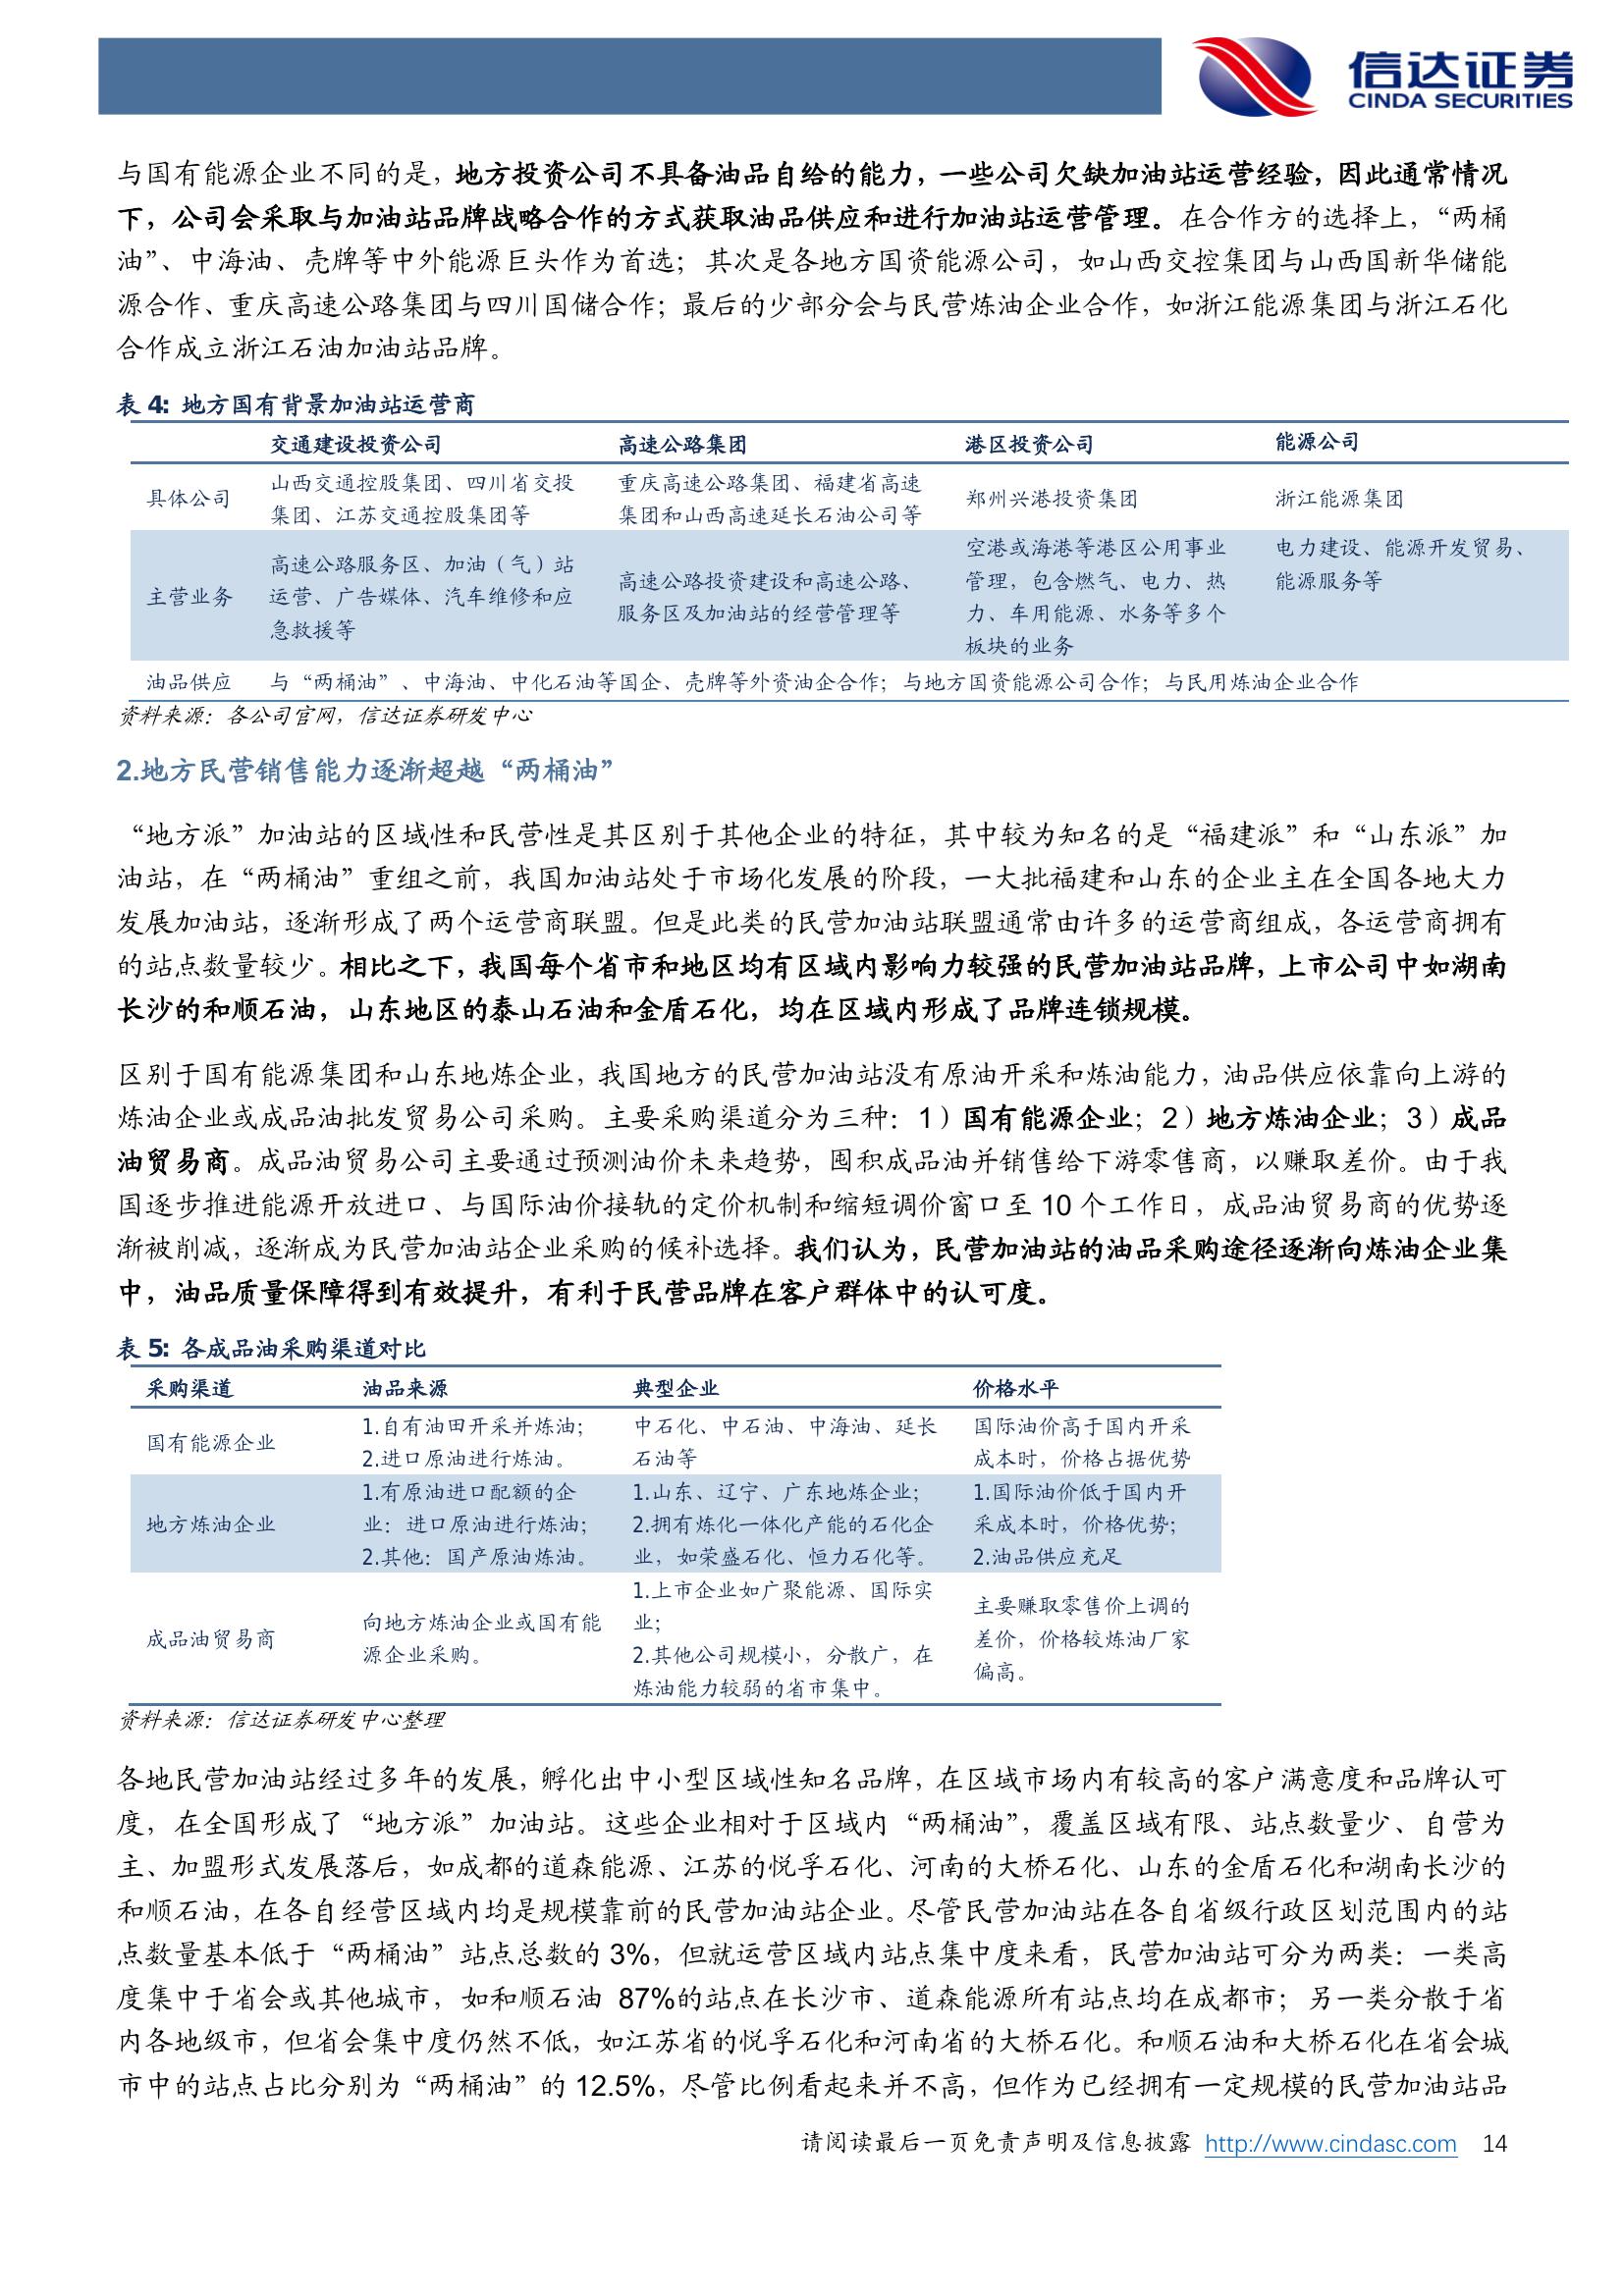 信达证券
CINDA SECURITIES
与国有能源企业不同的是，地方投资公司不具备油品自给的能力，一些公司欠缺加油站运营经验，因此通常情况
下，公司会采取与加油站品牌战略合作的方式获取油品供应和进行加油站运营管理。在合作方的选择上，“两桶
油”、中海油、壳牌等中外能源巨头作为首选；其次是各地方国资能源公司，如山西交控集团与山西国新华储能
源合作、重庆高速公路集团与四川国储合作；最后的少部分会与民营炼油企业合作，如浙江能源集团与浙江石化
合作成立浙江石油加油站品牌。
表 4：地方国有背景加油站运营商
交通建设投资公司 高速公路集团 港区投资公司 能源公司
具体公司 山西交通控股集团、四川省交投 重庆高速公路集团、福建省高速 郑州兴港投资集团 浙江能源集团
集团、江苏交通控股集团等 集团和山西高速延长石油公司等
主营业务 高速公路服务区、加油（气）站 高速公路投资建设和高速公路、 空港或海港等港区公用事业 电力建设、能源开发贸易、
运营、广告媒体、汽车维修和应 服务区及加油站的经营管理等 管理，包含燃气、电力、热 能源服务等
急救援等 力、车用能源、水务等多个
板块的业务
油品供应 与“两桶油”、中海油、中化石油等国企、壳牌等外资油企合作；与地方国资能源公司合作；与民用炼油企业合作
资料来源：各公司官网，信达证券研发中心
2.地方民营销售能力逐渐超越“两桶油”
“地方派”加油站的区域性和民营性是其区别于其他企业的特征，其中较为知名的是“福建派”和“山东派”加
油站，在“两桶油”重组之前，我国加油站处于市场化发展的阶段，一大批福建和山东的企业主在全国各地大力
发展加油站，逐渐形成了两个运营商联盟。但是此类的民营加油站联盟通常由许多的运营商组成，各运营商拥有
的站点数量较少。相比之下，我国每个省市和地区均有区域内影响力较强的民营加油站品牌，上市公司中如湖南
长沙的和顺石油，山东地区的泰山石油和金盾石化，均在区域内形成了品牌连锁规模。
区别于国有能源集团和山东地炼企业，我国地方的民营加油站没有原油开采和炼油能力，油品供应依靠向上游的
炼油企业或成品油批发贸易公司采购。主要采购渠道分为三种：1）国有能源企业；2）地方炼油企业；3）成品
油贸易商。成品油贸易公司主要通过预测油价未来趋势，囤积成品油并销售给下游零售商，以赚取差价。由于我
国逐步推进能源开放进口、与国际油价接轨的定价机制和缩短调价窗口至 10 个工作日，成品油贸易商的优势逐
渐被削减，逐渐成为民营加油站企业采购的候补选择。我们认为，民营加油站的油品采购途径逐渐向炼油企业集
中，油品质量保障得到有效提升，有利于民营品牌在客户群体中的认可度。
表 5：各成品油采购渠道对比
采购渠道 油品来源 典型企业 价格水平
国有能源企业 1.自有油田开采并炼油； 中石化、中石油、中海油、延长 国际油价高于国内开采
2.进口原油进行炼油。 石油等 成本时，价格占据优势
地方炼油企业 1.有原油进口配额的企 1.山东、辽宁、广东地炼企业； 1.国际油价低于国内开
业：进口原油进行炼油； 2.拥有炼化一体化产能的石化企 采成本时，价格优势；
2.其他：国产原油炼油。 业，如荣盛石化、恒力石化等。 2.油品供应充足
成品油贸易商 向地方炼油企业或国有能 1.上市企业如广聚能源、国际实 主要赚取零售价上调的
源企业采购。 业； 差价，价格较炼油厂家
2.其他公司规模小，分散广，在 偏高。
炼油能力较弱的省市集中。
资料来源：信达证券研发中心整理
各地民营加油站经过多年的发展，孵化出中小型区域性知名品牌，在区域市场内有较高的客户满意度和品牌认可
度，在全国形成了“地方派”加油站。这些企业相对于区域内“两桶油”，覆盖区域有限、站点数量少、自营为
主、加盟形式发展落后，如成都的道森能源、江苏的悦孚石化、河南的大桥石化、山东的金盾石化和湖南长沙的
和顺石油，在各自经营区域内均是规模靠前的民营加油站企业。尽管民营加油站在各自省级行政区划范围内的站
点数量基本低于“两桶油”站点总数的 3%，但就运营区域内站点集中度来看，民营加油站可分为两类：一类高
度集中于省会或其他城市，如和顺石油 87%的站点在长沙市、道森能源所有站点均在成都市；另一类分散于省
内各地级市，但省会集中度仍然不低，如江苏省的悦孚石化和河南省的大桥石化。和顺石油和大桥石化在省会城
市中的站点占比分别为“两桶油”的 12.5%，尽管比例看起来并不高，但作为已经拥有一定规模的民营加油站品
请阅读最后一页免责声明及信息披露 http://www.cindasc.com 14